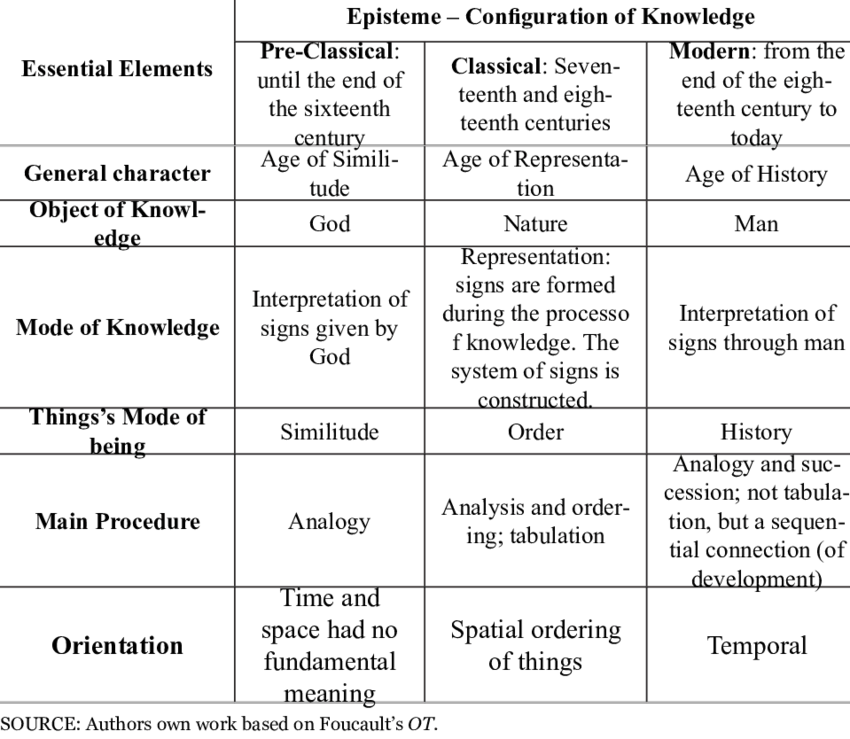 Episteme – Configuration of Knowledge
Essential Elements
Pre-Classical:
until the end of
the sixteenth
century
Classical: Seven-
teenth and eigh-
teenth centuries
Modern: from the
end of the eigh-
teenth century to
today
General character
Age of Simili-
tude
Age of Representa-
tion
Age of History
Object of Knowl-
edge
God
Nature
Man
Mode of Knowledge
Interpretation of
signs given by
God
Representation:
signs are formed
during the processo
f knowledge. The
system of signs is
constructed.
Interpretation of
signs through man
Things's Mode of
being
Similitude
Order
History
Main Procedure
Analogy
Analysis and order-
ing; tabulation
Analogy and suc-
cession; not tabula-
tion, but a sequen-
tial connection (of
development)
Orientation
Time and
space had no
fundamental
meaning
Spatial ordering
of things
Temporal
SOURCE: Authors own work based on Foucault's OT.